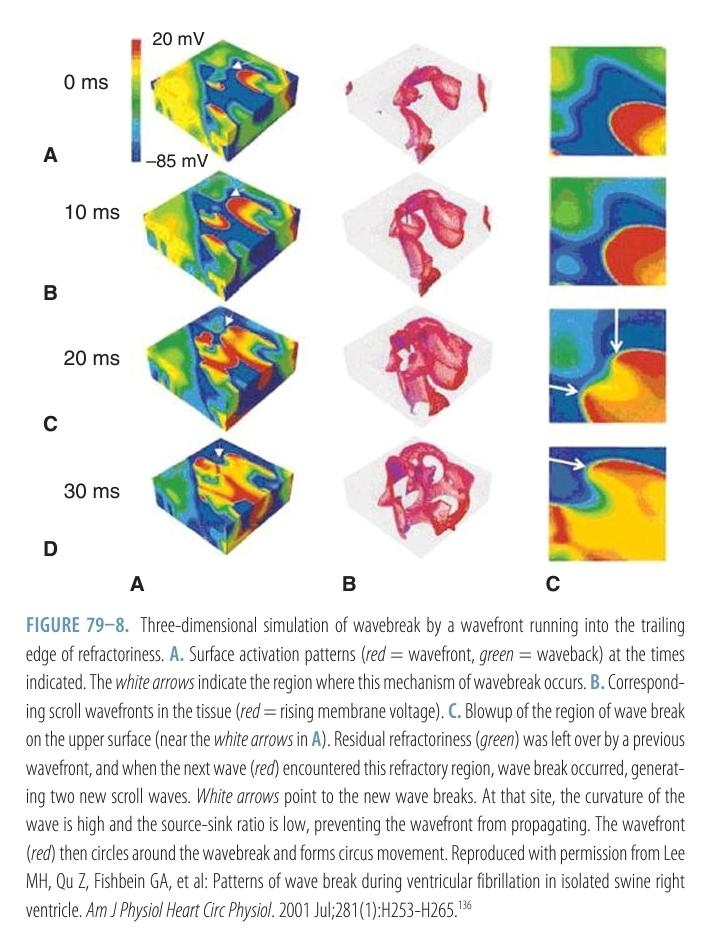 20 mV
0 ms
A
–85 mV
10 ms
B
20 ms
C
30 ms
D
A B C
FIGURE 79–8. Three-dimensional simulation of wavebreak by a wavefront running into the trailing
edge of refractoriness. A. Surface activation patterns (red = wavefront, green = waveback) at the times
indicated. The white arrows indicate the region where this mechanism of wavebreak occurs. B. Correspond-
ing scroll wavefronts in the tissue (red = rising membrane voltage). C. Blowup of the region of wave break
on the upper surface (near the white arrows in A). Residual refractoriness (green) was left over by a previous
wavefront, and when the next wave (red) encountered this refractory region, wave break occurred, generat-
ing two new scroll waves. White arrows point to the new wave breaks. At that site, the curvature of the
wave is high and the source-sink ratio is low, preventing the wavefront from propagating. The wavefront
(red) then circles around the wavebreak and forms circus movement. Reproduced with permission from Lee
MH, Qu Z, Fishbein GA, et al: Patterns of wave break during ventricular fibrillation in isolated swine right
ventricle. Am J Physiol Heart Circ Physiol. 2001 Jul;281(1):H253-H265.136